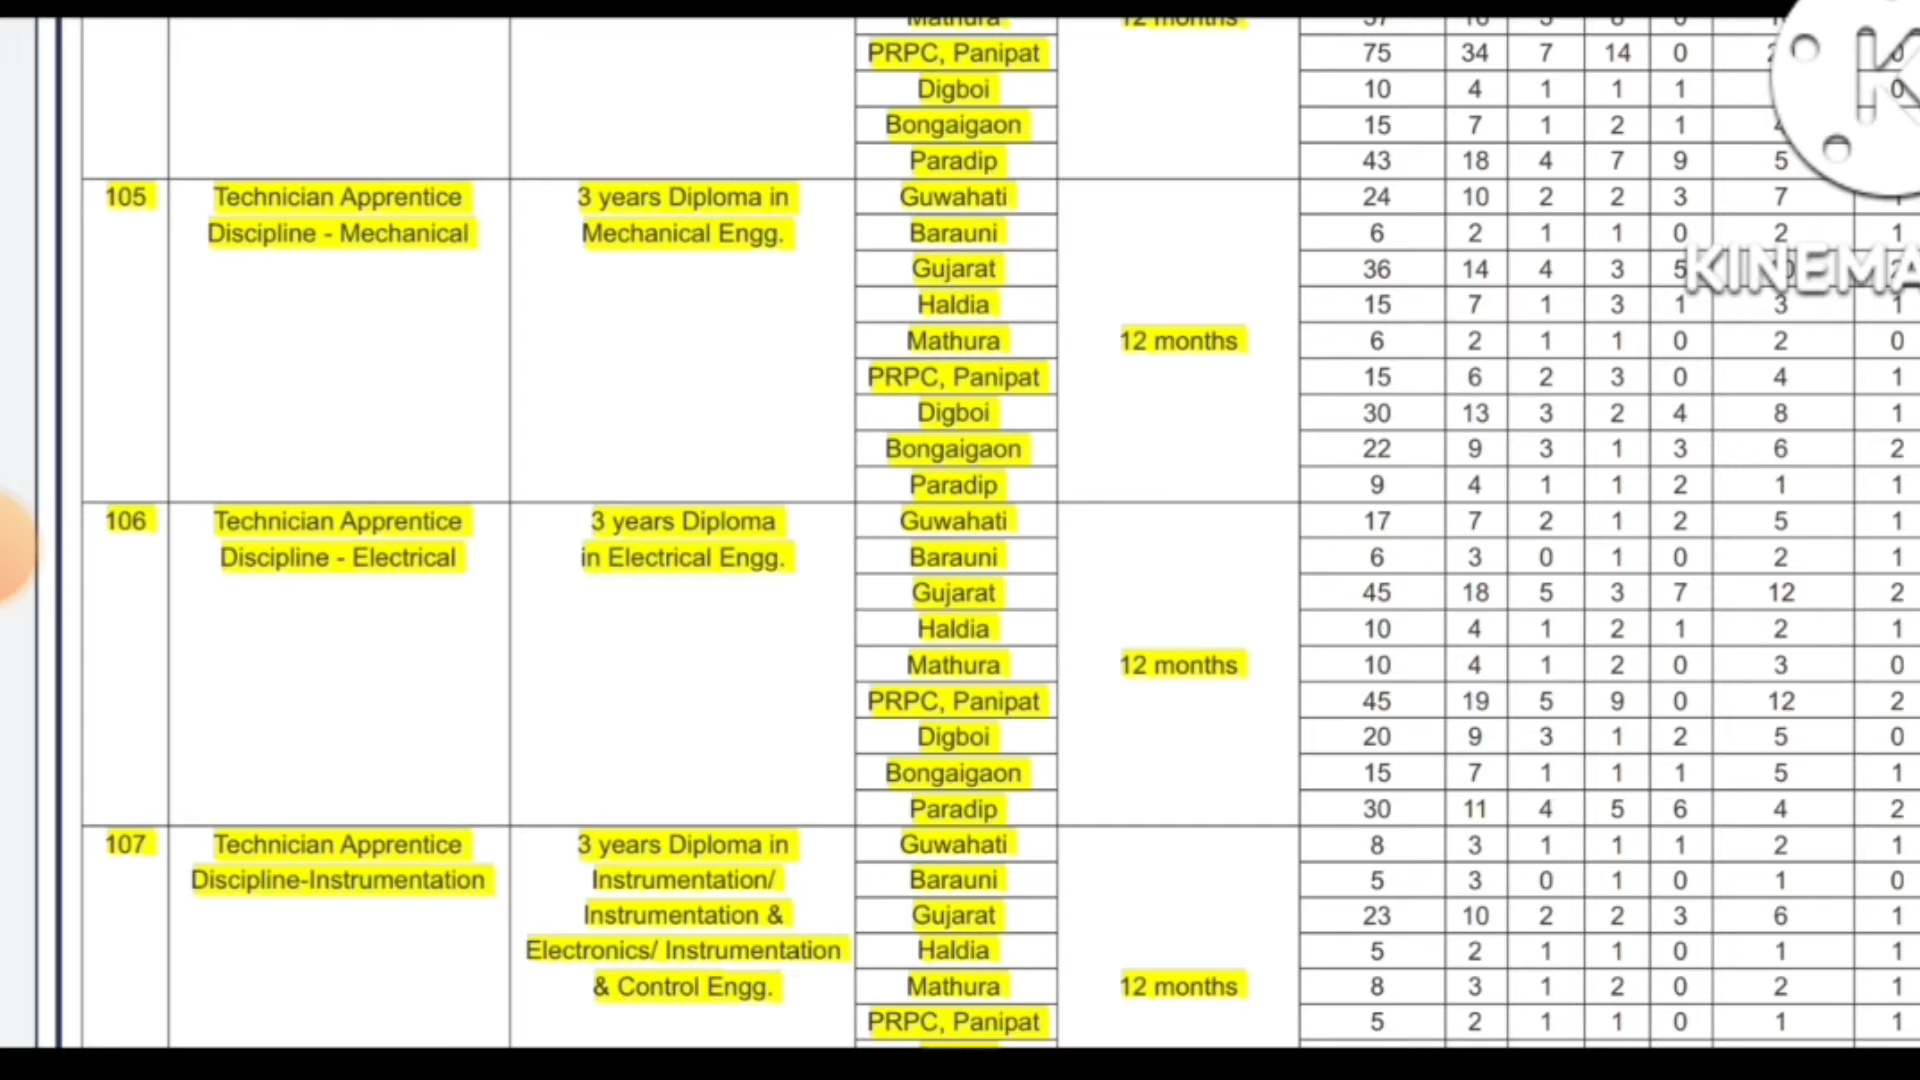 Mathura 12 months
PRPC, Panipat 75 34 7 14 0 0
Digboi 10 4 1 1 1 0
Bongaigaon 15 7 1 2 1
Paradip 43 18 4 7 9 5
105 Technician Apprentice 3 years Diploma in Guwahati 24 10 2 2 3 7
Discipline - Mechanical Mechanical Engg. Barauni 6 2 1 1 0 2 1
Gujarat 36 14 4 3 5
KINEMA
Haldia 15 7 1 3 1 3 1
Mathura 12 months 6 2 1 1 0 2 0
PRPC, Panipat 15 6 2 3 0 4 1
Digboi 30 13 3 2 4 8 1
Bongaigaon 22 9 3 1 3 6 2
Paradip 9 4 1 1 2 1 1
106 Technician Apprentice 3 years Diploma Guwahati 17 7 2 1 2 5 1
Discipline - Electrical in Electrical Engg. Barauni 6 3 0 1 0 2 1
Gujarat 45 18 5 3 7 12 2
Haldia 10 4 1 2 1 2 1
Mathura 12 months 10 4 1 2 0 3 0
PRPC, Panipat 45 19 5 9 0 12 2
Digboi 20 9 3 1 2 5 0
Bongaigaon 15 7 1 1 1 5 1
Paradip 30 11 4 5 6 4 2
107 Technician Apprentice 3 years Diploma in Guwahati 8 3 1 1 1 2 1
Discipline-Instrumentation Instrumentation/ Barauni 5 3 0 1 0 1 0
Instrumentation & Gujarat 23 10 2 2 3 6 1
Electronics/ Instrumentation Haldia 5 2 1 1 0 1 1
& Control Engg. Mathura 12 months 8 3 1 2 0 2 1
PRPC, Panipat 5 2 1 1 0 1 1